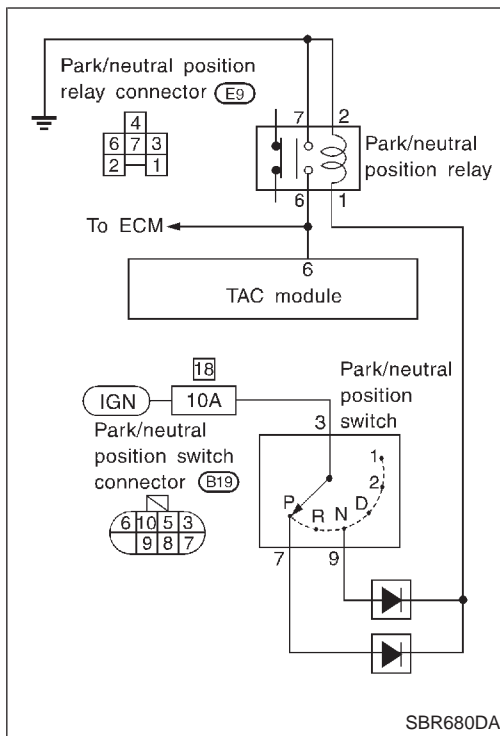 Park/neutral position
relay connector E9
4
6 7 3
2 1
7 2
Park/neutral
position relay
6 1
To ECM
6
TAC module
18
IGN 10A
Park/neutral
position
switch
3
Park/neutral
position switch
connector B19
6 10 5 3
9 8 7
1
2
P R N D
7 9
SBR680DA